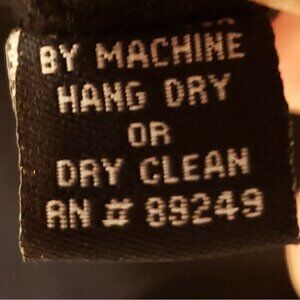 BY MACHINE
HANG DRY
OR
DRY CLEAN
RN # 89249